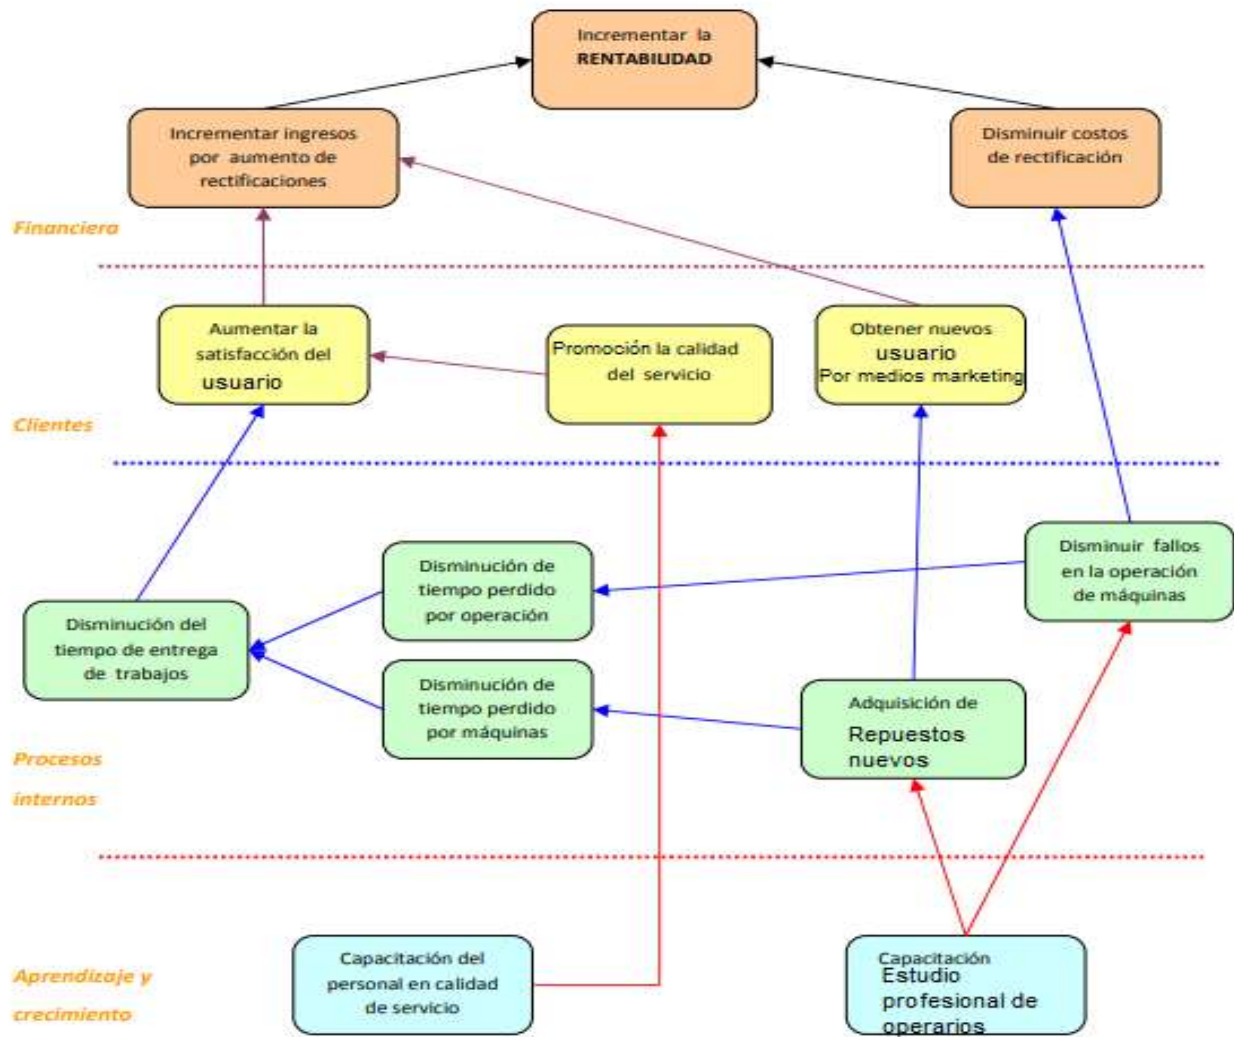 Incrementar la
RENTABILIDAD
Incrementar ingresos
por aumento de
rectificaciones
Disminuir costos
de rectificación
Financiera
Aumentar la
satisfacción del
usuario
Promoción la calidad
del servicio
Obtener nuevos
usuario
Por medios marketing
Clientes
Disminución de
tiempo perdido
por operación
Disminuir fallos
en la operación
de máquinas
Disminución del
tiempo de entrega
de trabajos
Disminución de
tiempo perdido
por máquinas
Adquisición de
Repuestos
nuevos
Procesos
internos
Capacitación del
personal en calidad
de servicio
Capacitación
Estudio
profesional de
operarios
Aprendizaje y
crecimiento